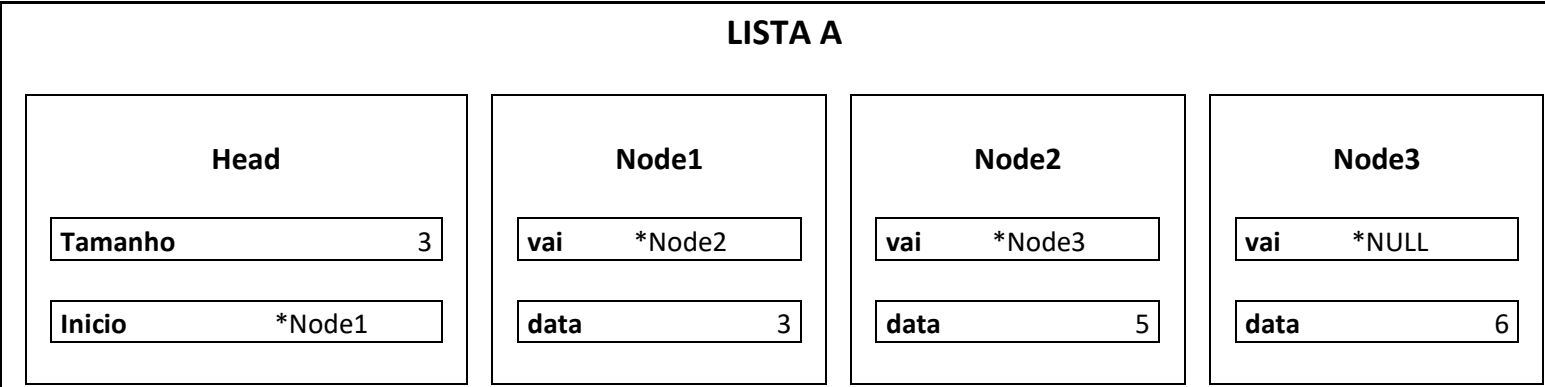 LISTA A
Head
Tamanho 3
Inicio *Node1
Node1
vai *Node2
data 3
Node2
vai *Node3
data 5
Node3
vai *NULL
data 6